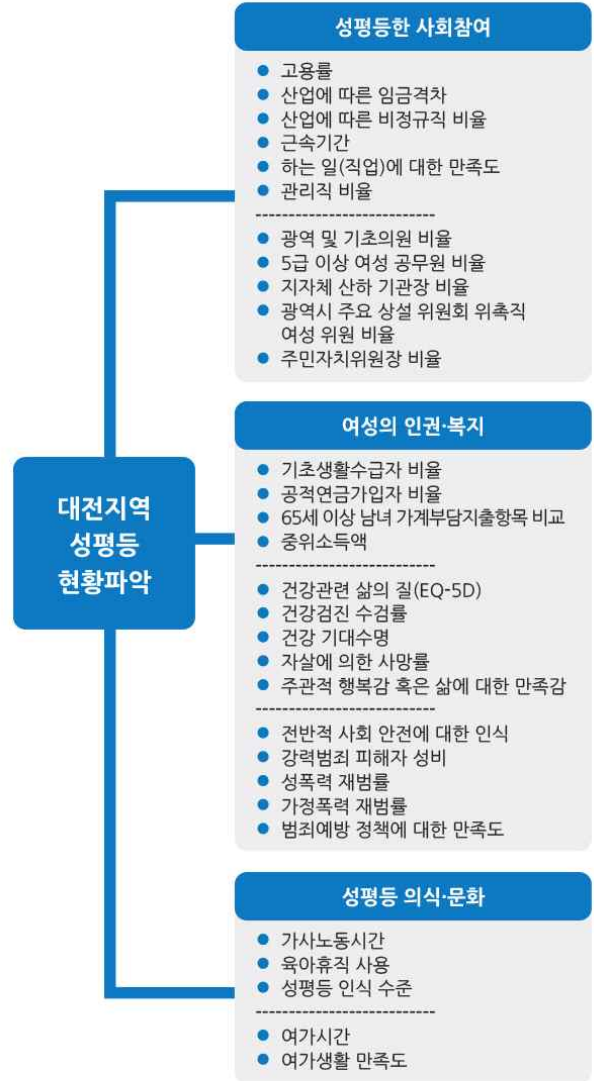 성평등한 사회참여
● 고용률
● 산업에 따른 임금격차
● 산업에 따른 비정규직 비율
● 근속기간
● 하는 일(직업)에 대한 만족도
● 관리직 비율
---------------------------
● 광역 및 기초의원 비율
● 5급 이상 여성 공무원 비율
● 지자체 산하 기관장 비율
● 광역시 주요 상설 위원회 위촉직
여성 위원 비율
● 주민자치위원장 비율
대전지역
성평등
현황파악
여성의 인권·복지
● 기초생활수급자 비율
● 공적연금가입자 비율
● 65세 이상 남녀 가계부담지출항목 비교
● 중위소득액
---------------------------
● 건강관련 삶의 질(EQ-5D)
● 건강검진 수검률
● 건강 기대수명
● 자살에 의한 사망률
● 주관적 행복감 혹은 삶에 대한 만족감
---------------------------
● 전반적 사회 안전에 대한 인식
● 강력범죄 피해자 성비
● 성폭력 재범률
● 가정폭력 재범률
● 범죄예방 정책에 대한 만족도
성평등 의식·문화
● 가사노동시간
● 육아휴직 사용
● 성평등 인식 수준
---------------------------
● 여가시간
● 여가생활 만족도